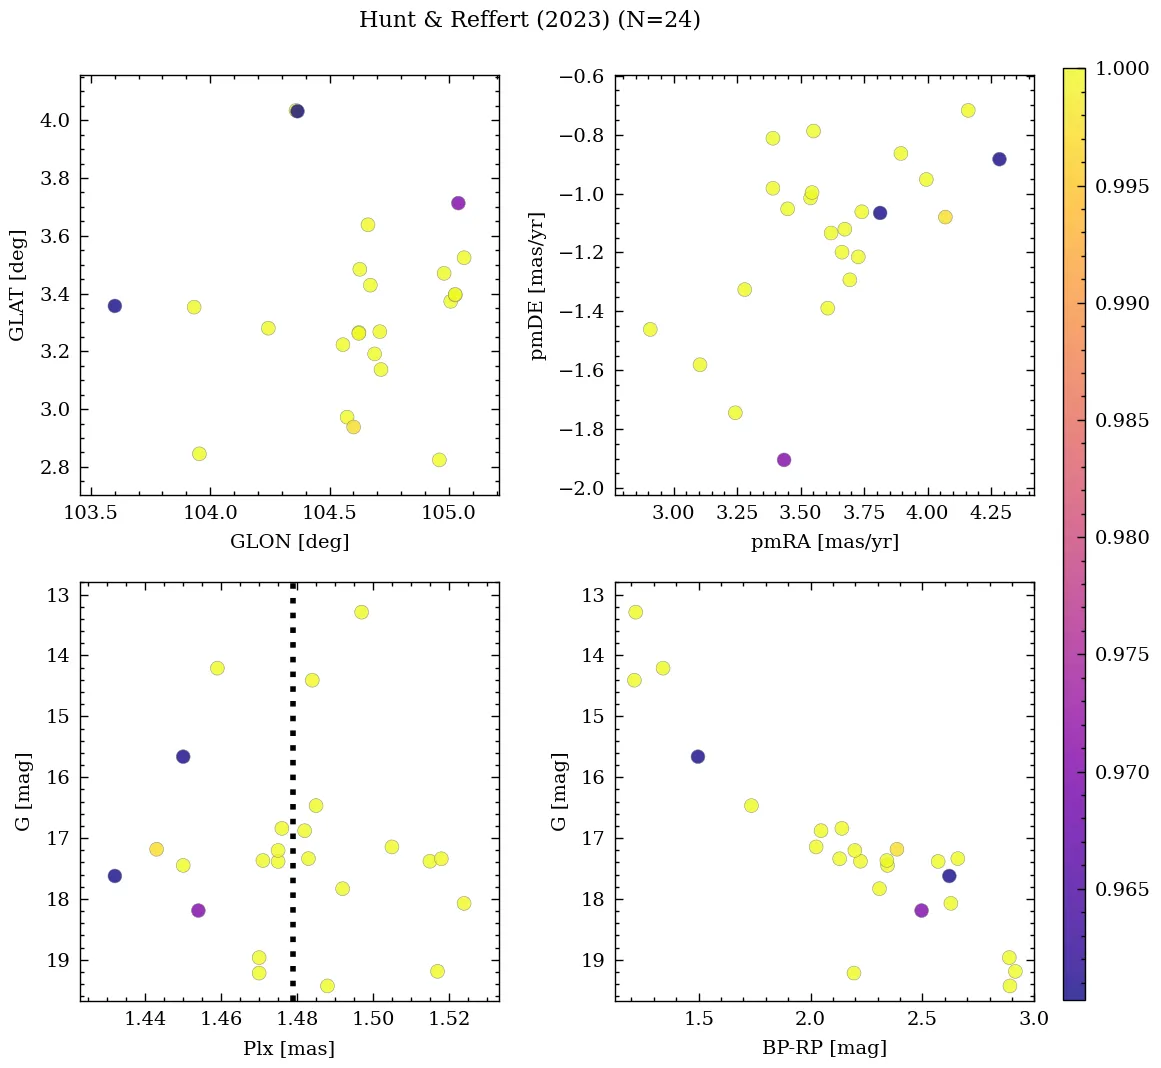 Hunt & Reffert (2023) (N=24)
4.0
3.8
3.6
3.4
3.2
3.0
2.8
GLAT [deg]
103.5 104.0 104.5 105.0
GLON [deg]
−0.6
−0.8
−1.0
−1.2
−1.4
−1.6
−1.8
−2.0
pmDE [mas/yr]
3.00 3.25 3.50 3.75 4.00 4.25
pmRA [mas/yr]
13
14
15
16
17
18
19
G [mag]
1.44 1.46 1.48 1.50 1.52
Plx [mas]
13
14
15
16
17
18
19
G [mag]
1.5 2.0 2.5 3.0
BP-RP [mag]
1.000
0.995
0.990
0.985
0.980
0.975
0.970
0.965